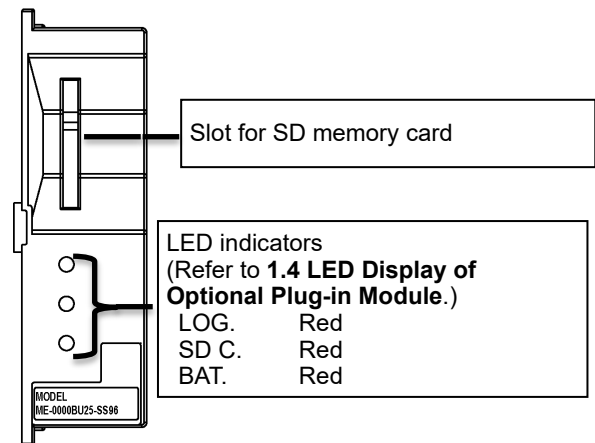 Slot for SD memory card
LED indicators
(Refer to 1.4 LED Display of
Optional Plug-in Module.)
LOG. Red
SD C. Red
BAT. Red
MODEL
ME-0000BU25-SS96